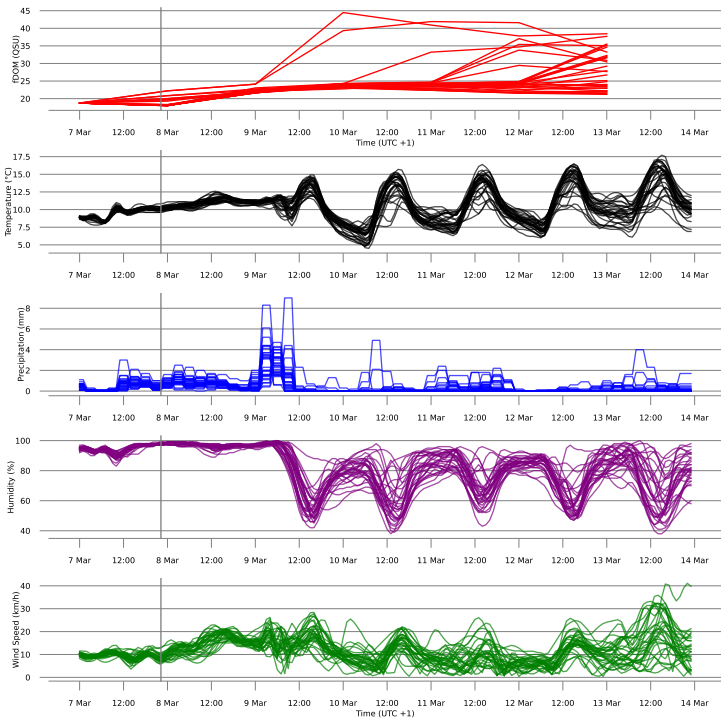 45
40
35
30
25
20
fDOM (QSU)
7 Mar 12:00 8 Mar 12:00 9 Mar 12:00 10 Mar 12:00 11 Mar 12:00 12 Mar 12:00 13 Mar 12:00 14 Mar
Time (UTC +1)
17.5
15.0
12.5
10.0
7.5
5.0
Temperature (°C)
7 Mar 12:00 8 Mar 12:00 9 Mar 12:00 10 Mar 12:00 11 Mar 12:00 12 Mar 12:00 13 Mar 12:00 14 Mar
8
6
4
2
0
Precipitation (mm)
7 Mar 12:00 8 Mar 12:00 9 Mar 12:00 10 Mar 12:00 11 Mar 12:00 12 Mar 12:00 13 Mar 12:00 14 Mar
100
80
60
40
Humidity (%)
7 Mar 12:00 8 Mar 12:00 9 Mar 12:00 10 Mar 12:00 11 Mar 12:00 12 Mar 12:00 13 Mar 12:00 14 Mar
40
30
20
10
0
Wind Speed (km/h)
7 Mar 12:00 8 Mar 12:00 9 Mar 12:00 10 Mar 12:00 11 Mar 12:00 12 Mar 12:00 13 Mar 12:00 14 Mar
Time (UTC +1)